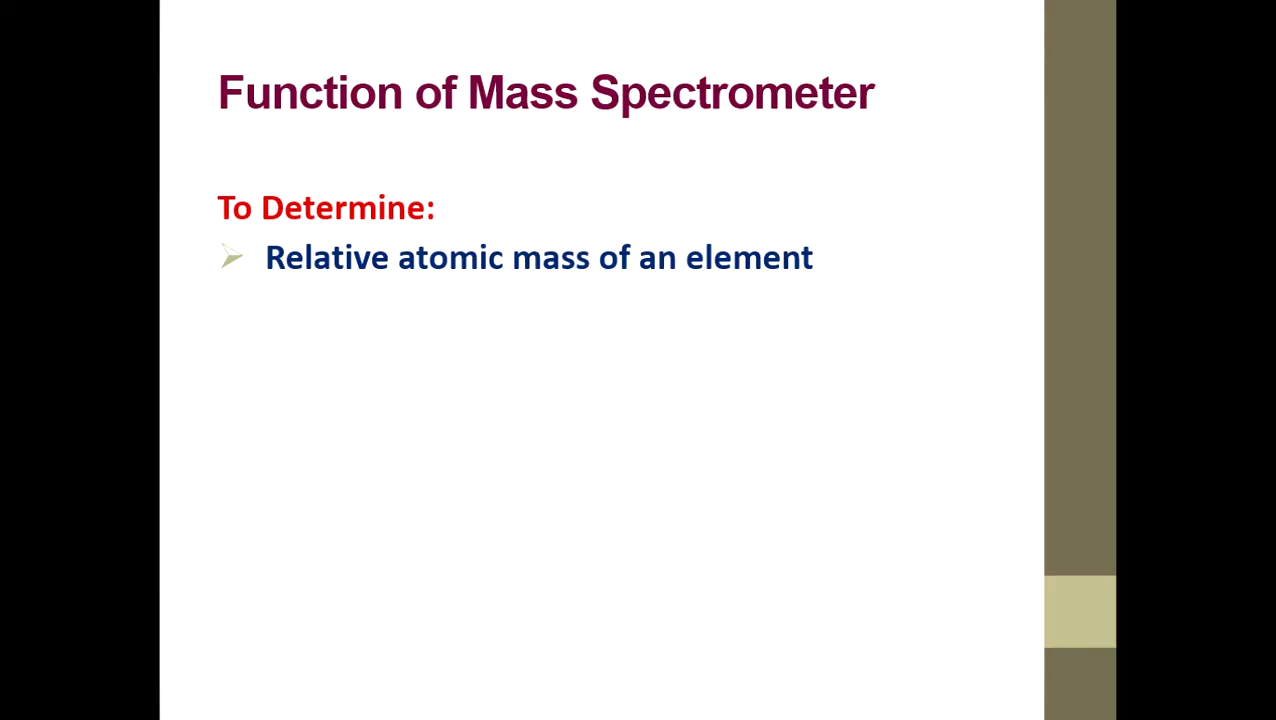 Function of Mass Spectrometer
To Determine:
Relative atomic mass of an element